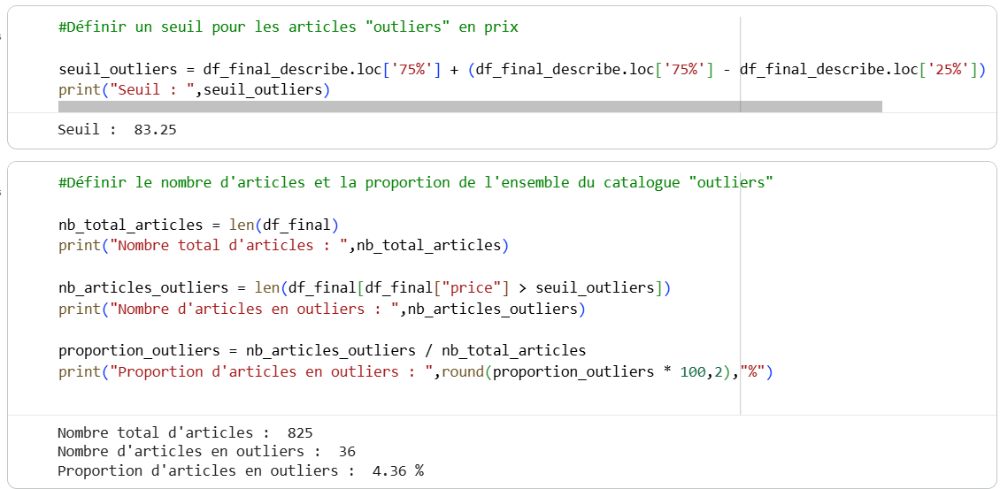 #Définir un seuil pour les articles "outliers" en prix
seuil_outliers = df_final_describe.loc['75%'] + (df_final_describe.loc['75%'] - df_final_describe.loc['25%'])
print("Seuil : ",seuil_outliers)
Seuil :  83.25
#Définir le nombre d'articles et la proportion de l'ensemble du catalogue "outliers"
nb_total_articles = len(df_final)
print("Nombre total d'articles : ",nb_total_articles)
nb_articles_outliers = len(df_final[df_final["price"] > seuil_outliers])
print("Nombre d'articles en outliers : ",nb_articles_outliers)
proportion_outliers = nb_articles_outliers / nb_total_articles
print("Proportion d'articles en outliers : ",round(proportion_outliers * 100,2),"%")
Nombre total d'articles :  825
Nombre d'articles en outliers :  36
Proportion d'articles en outliers :  4.36 %